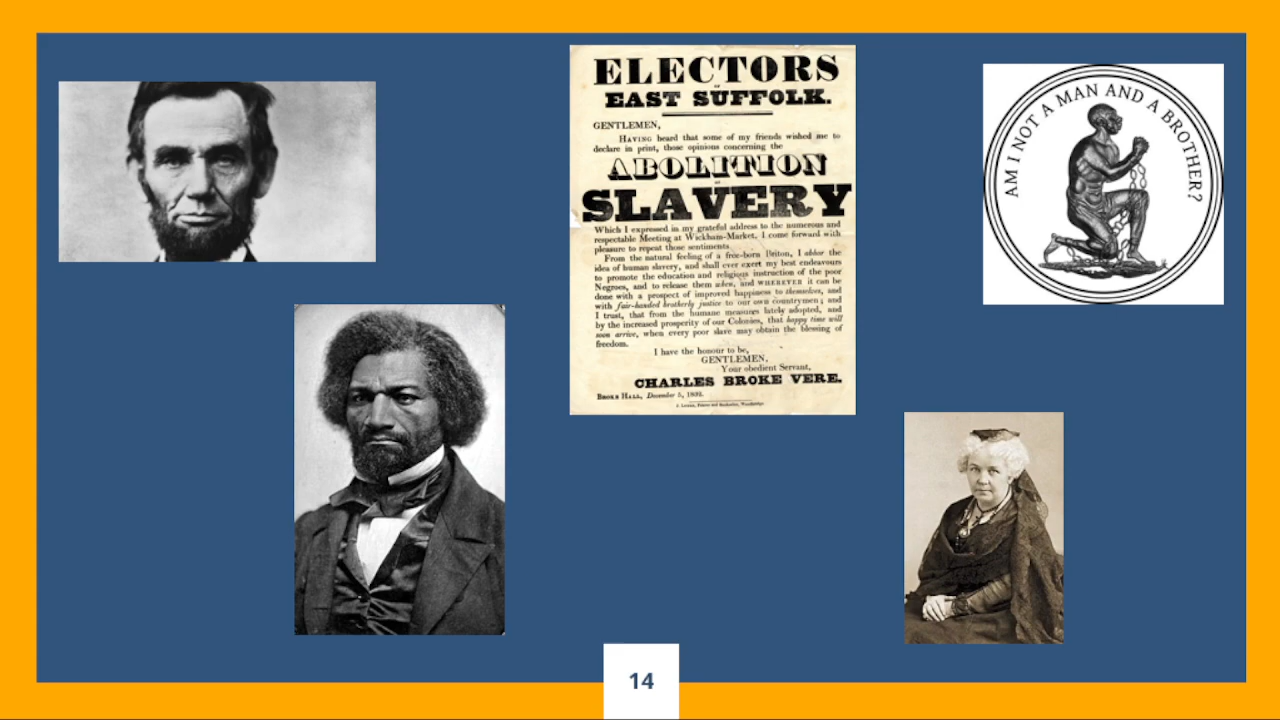 ELECTORS
OF
EAST SUFFOLK.
GENTLEMEN,
HAVING heard that some of my friends wished me to
declare in print, those opinions concerning the
ABOLITION
OF
SLAVERY
Which I expressed in my grateful address to the numerous and
respectable Meeting at Wickham-Market, I come forward with
pleasure to repeat those sentiments.
From the natural feeling of a free-born Briton, I abhor the
idea of human slavery, and shall ever exert my best endeavours
to promote the education and religious instruction of the poor
Negroes, and to release them when, and WHEREVER it can be
done with a prospect of improved happiness to themselves, and
with fair-handed brotherly justice to our own countrymen; and
I trust, that from the humane measures lately adopted, and
by the increased prosperity of our Colonies, that happy time will
soon arrive, when every poor slave may obtain the blessing of
freedom.
I have the honour to be,
GENTLEMEN,
Your obedient Servant,
CHARLES BROKE VERE.
BROKE HALL, December 5, 1832.
AM I NOT A MAN AND A BROTHER?
14